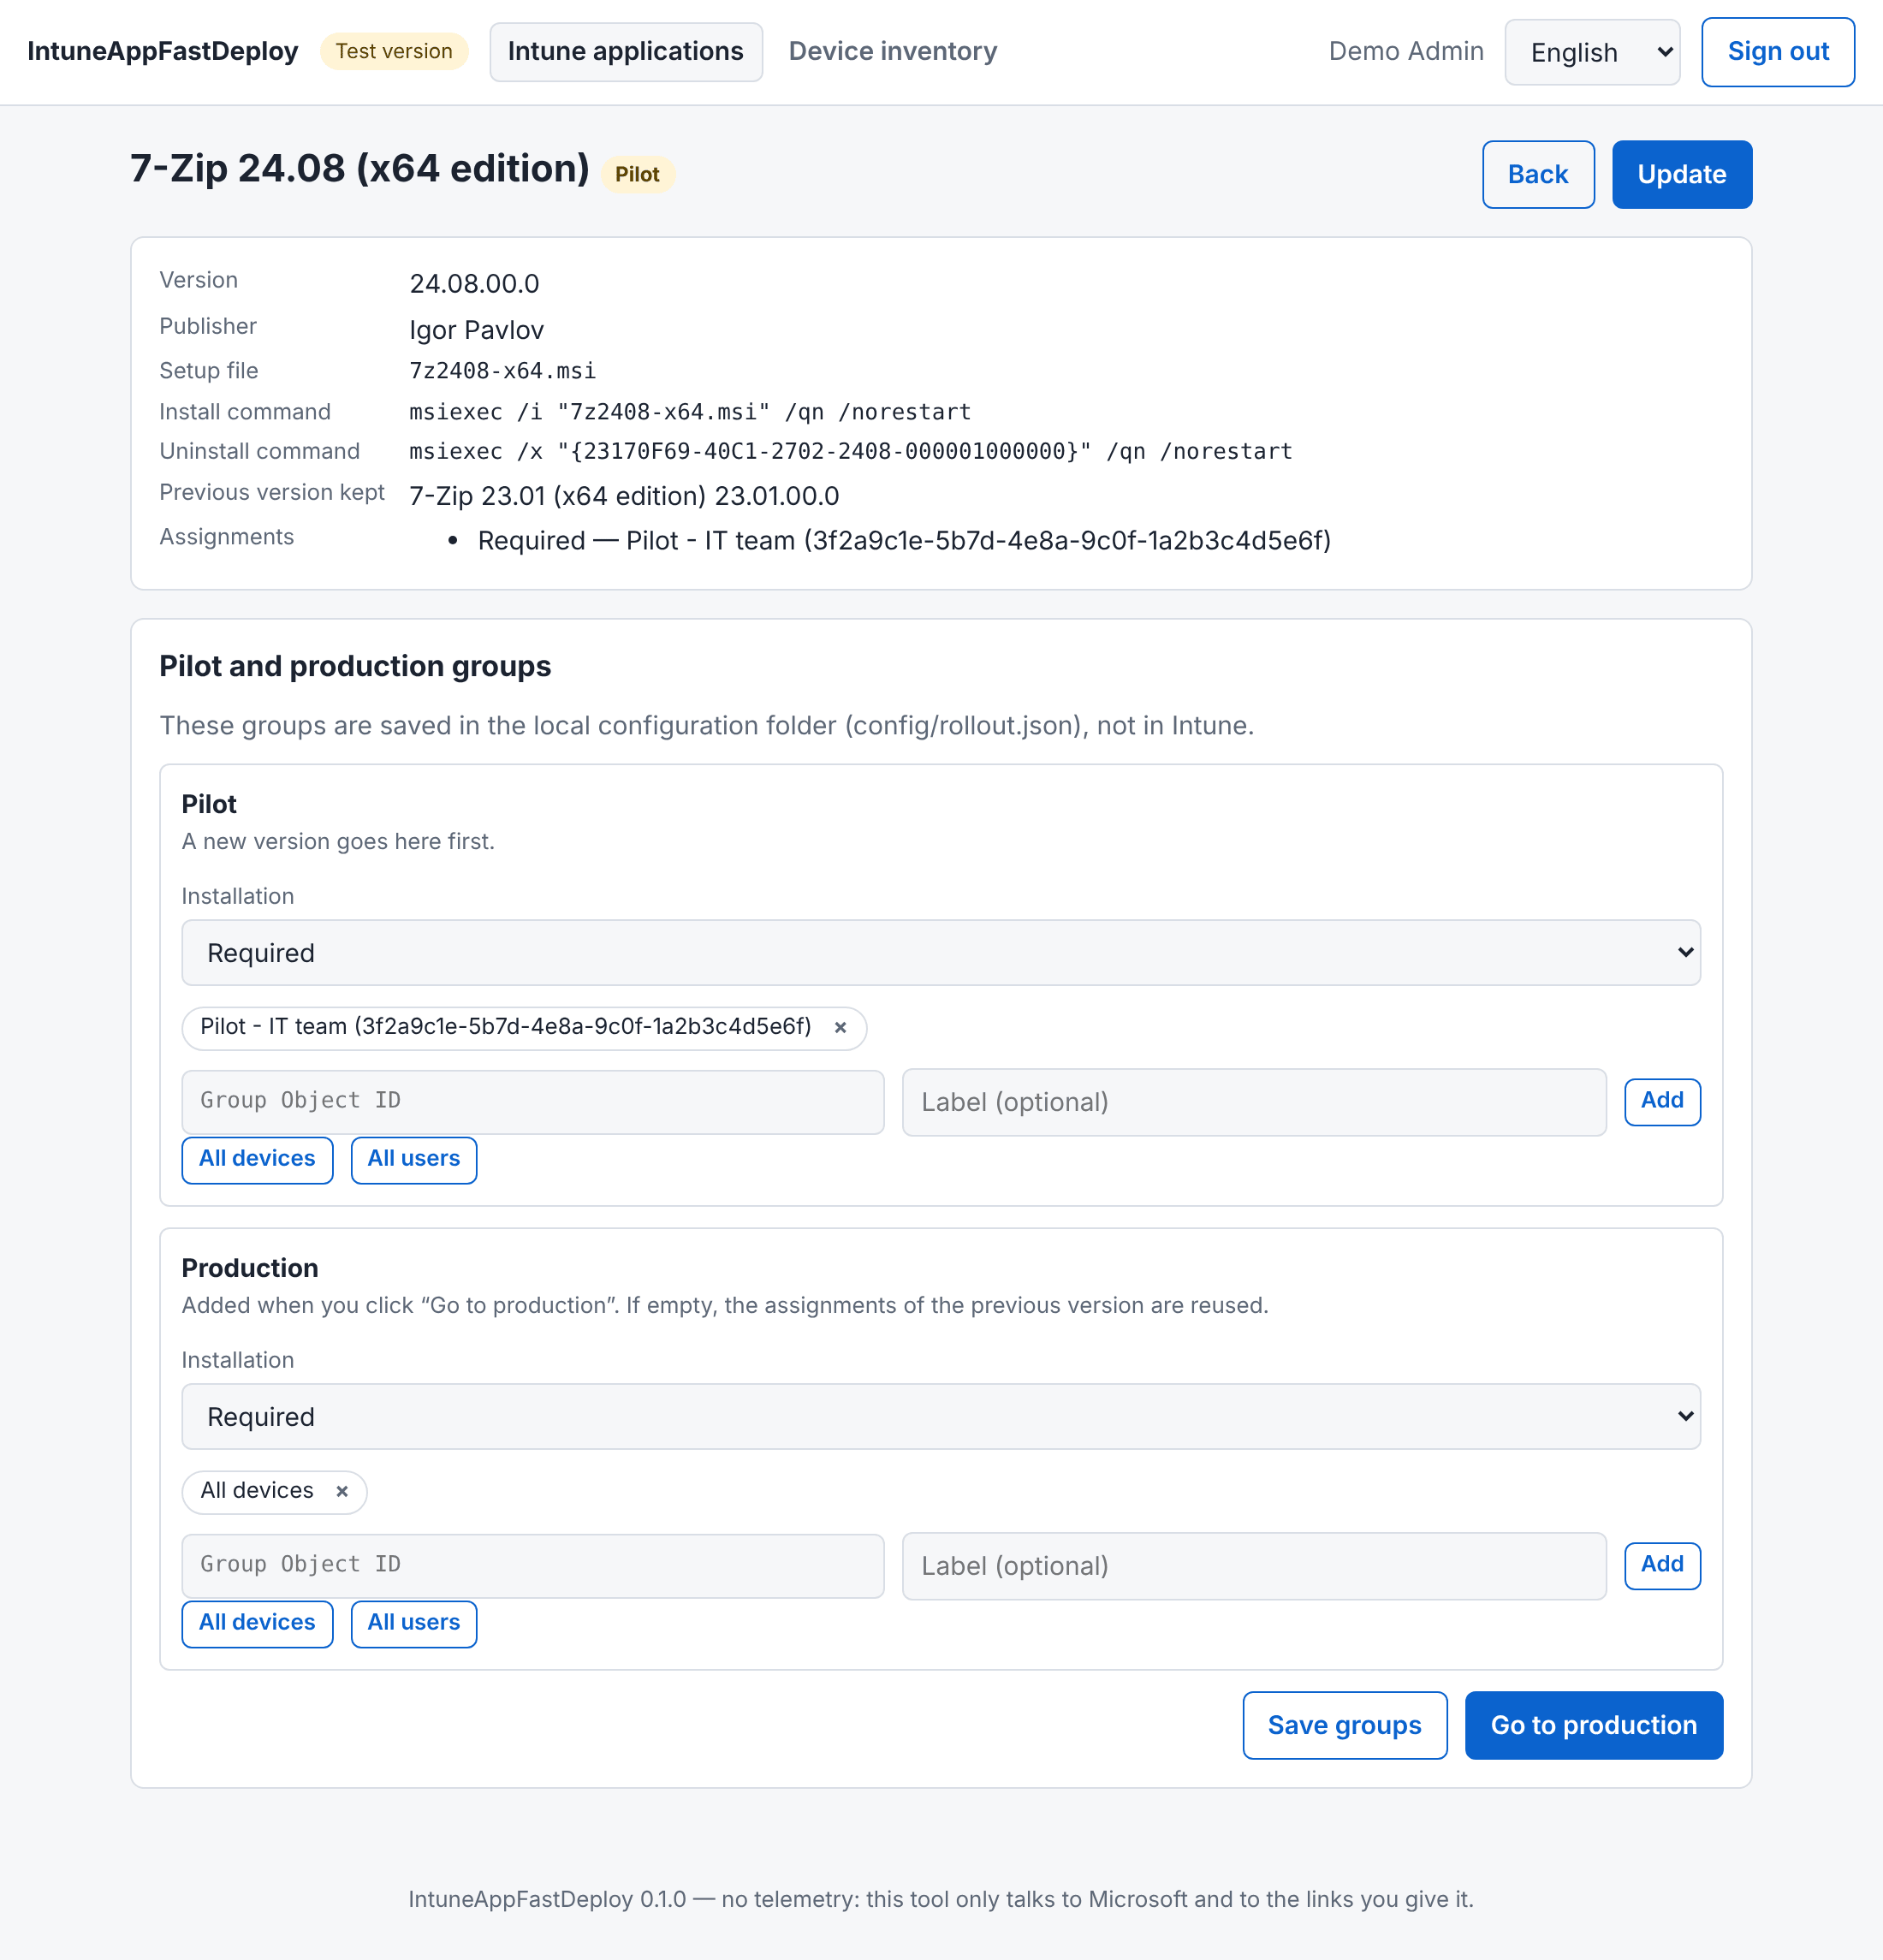 IntuneAppFastDeploy Test version Intune applications Device inventory Demo Admin English Sign out
7-Zip 24.08 (x64 edition) Pilot Back Update
Version 24.08.00.0
Publisher Igor Pavlov
Setup file 7z2408-x64.msi
Install command msiexec /i "7z2408-x64.msi" /qn /norestart
Uninstall command msiexec /x "{23170F69-40C1-2702-2408-000001000000}" /qn /norestart
Previous version kept 7-Zip 23.01 (x64 edition) 23.01.00.0
Assignments • Required — Pilot - IT team (3f2a9c1e-5b7d-4e8a-9c0f-1a2b3c4d5e6f)
Pilot and production groups
These groups are saved in the local configuration folder (config/rollout.json), not in Intune.
Pilot
A new version goes here first.
Installation
Required
Pilot - IT team (3f2a9c1e-5b7d-4e8a-9c0f-1a2b3c4d5e6f) ×
Group Object ID Label (optional) Add
All devices All users
Production
Added when you click “Go to production”. If empty, the assignments of the previous version are reused.
Installation
Required
All devices ×
Group Object ID Label (optional) Add
All devices All users
Save groups Go to production
IntuneAppFastDeploy 0.1.0 — no telemetry: this tool only talks to Microsoft and to the links you give it.